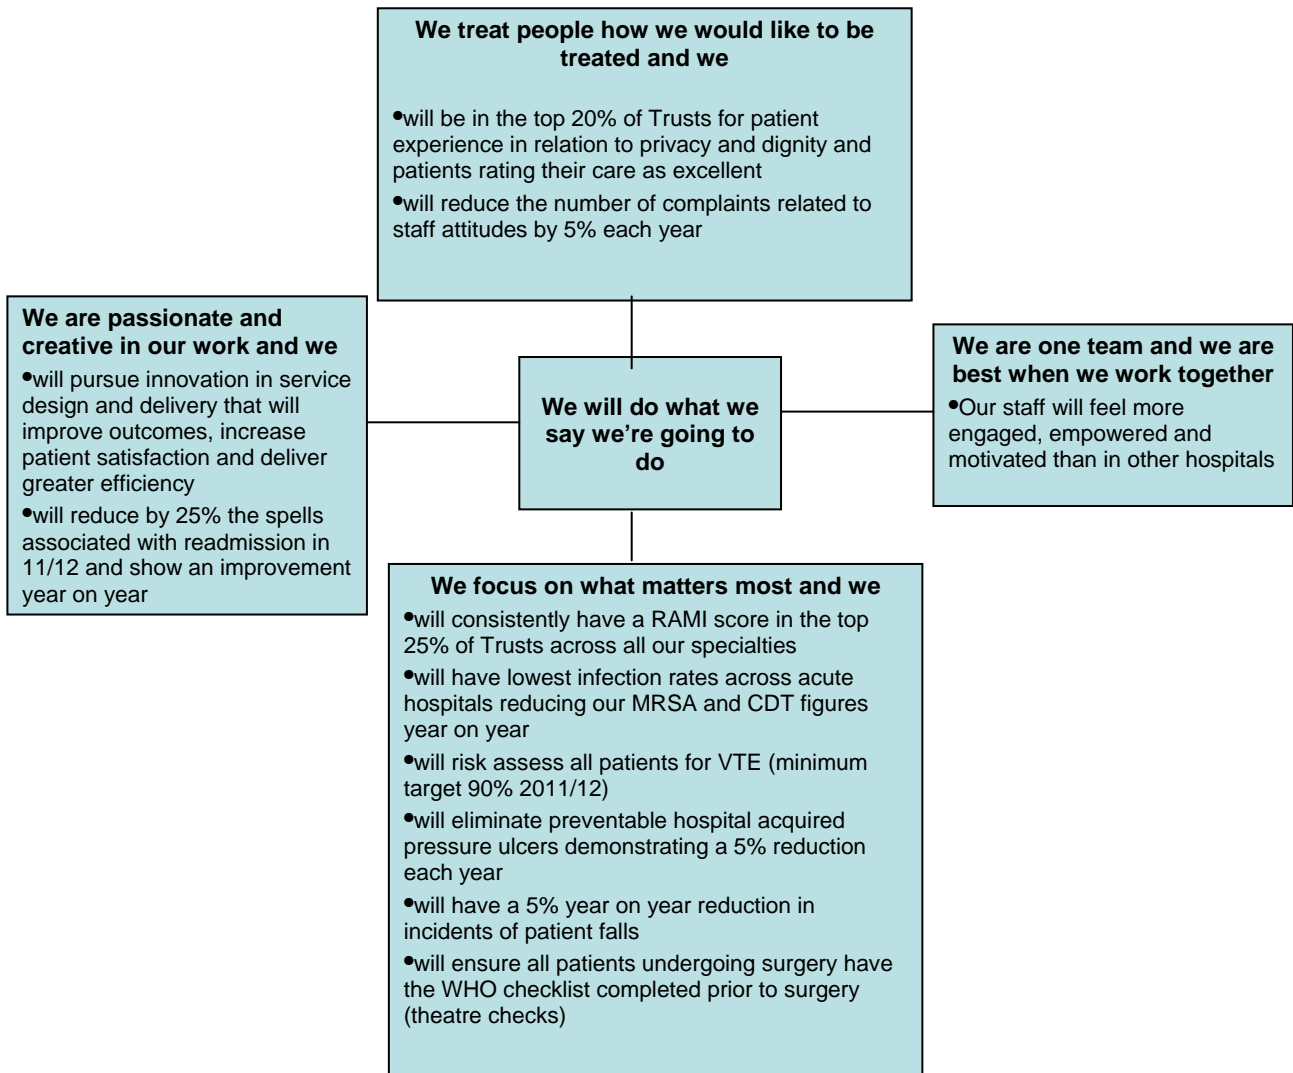 We treat people how we would like to be
treated and we
•will be in the top 20% of Trusts for patient
experience in relation to privacy and dignity and
patients rating their care as excellent
•will reduce the number of complaints related to
staff attitudes by 5% each year
We are passionate and
creative in our work and we
•will pursue innovation in service
design and delivery that will
improve outcomes, increase
patient satisfaction and deliver
greater efficiency
•will reduce by 25% the spells
associated with readmission in
11/12 and show an improvement
year on year
We will do what we
say we’re going to
do
We are one team and we are
best when we work together
•Our staff will feel more
engaged, empowered and
motivated than in other hospitals
We focus on what matters most and we
•will consistently have a RAMI score in the top
25% of Trusts across all our specialties
•will have lowest infection rates across acute
hospitals reducing our MRSA and CDT figures
year on year
•will risk assess all patients for VTE (minimum
target 90% 2011/12)
•will eliminate preventable hospital acquired
pressure ulcers demonstrating a 5% reduction
each year
•will have a 5% year on year reduction in
incidents of patient falls
•will ensure all patients undergoing surgery have
the WHO checklist completed prior to surgery
(theatre checks)